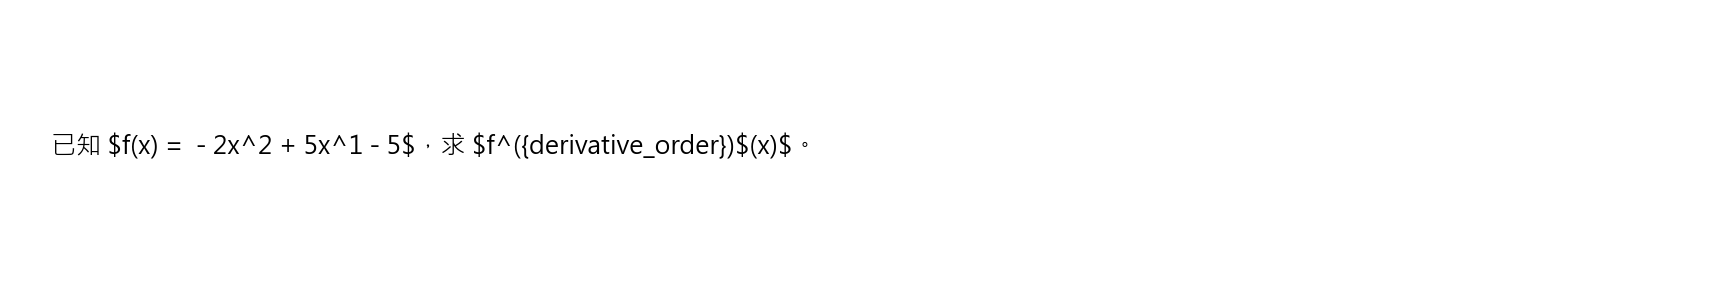 已知 $f(x) =  - 2x^2 + 5x^1 - 5$，求 $f^({derivative_order})$(x)$。